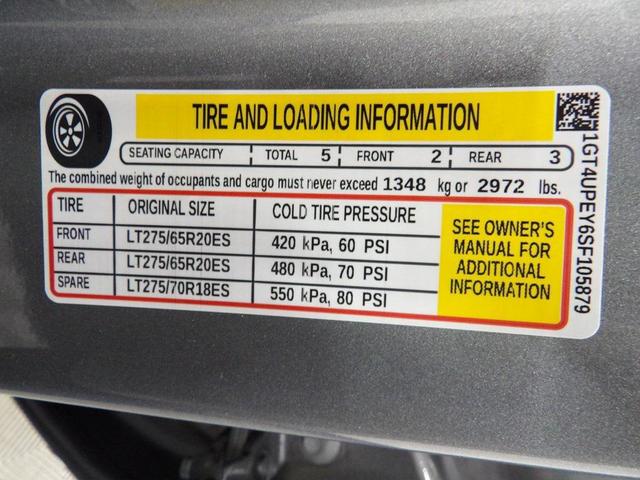 TIRE AND LOADING INFORMATION
SEATING CAPACITY TOTAL 5 FRONT 2 REAR 3
The combined weight of occupants and cargo must never exceed 1348 kg or 2972 lbs.
TIRE ORIGINAL SIZE COLD TIRE PRESSURE
FRONT LT275/65R20ES 420 kPa, 60 PSI
REAR LT275/65R20ES 480 kPa, 70 PSI
SPARE LT275/70R18ES 550 kPa, 80 PSI
SEE OWNER'S
MANUAL FOR
ADDITIONAL
INFORMATION
1GT4UPEY6SF105879